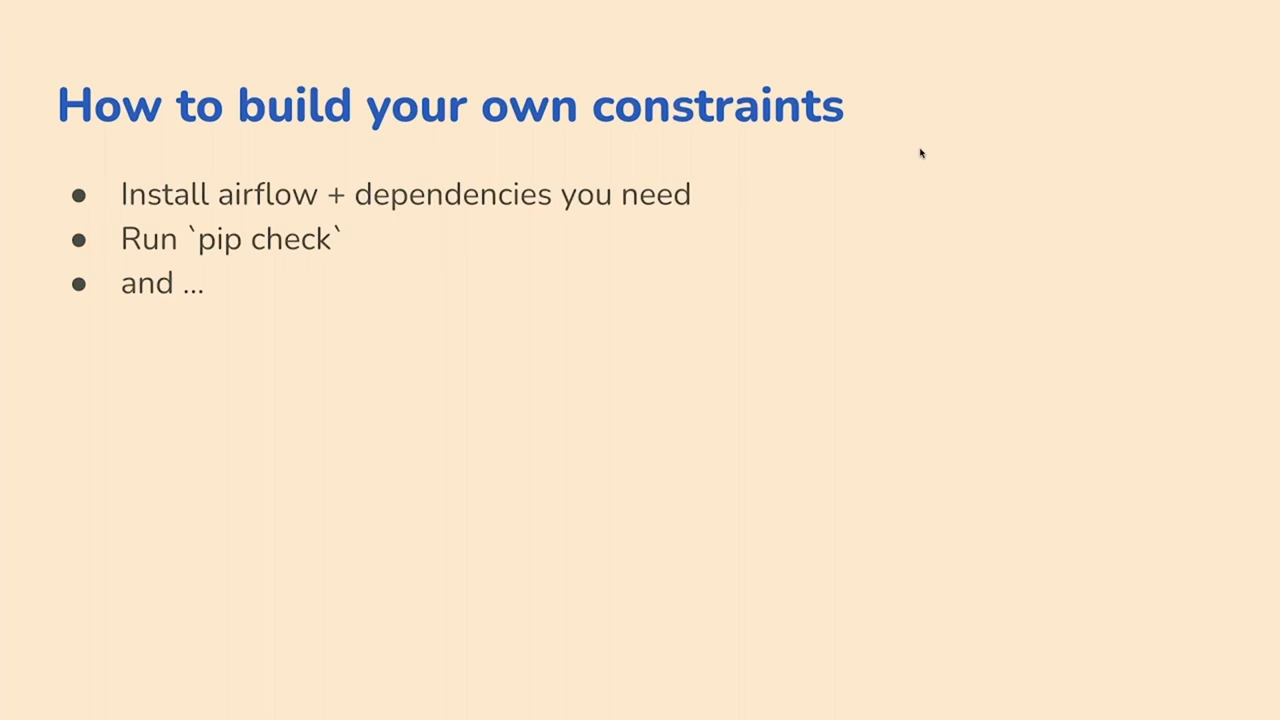 How to build your own constraints
● Install airflow + dependencies you need
● Run `pip check`
● and ...